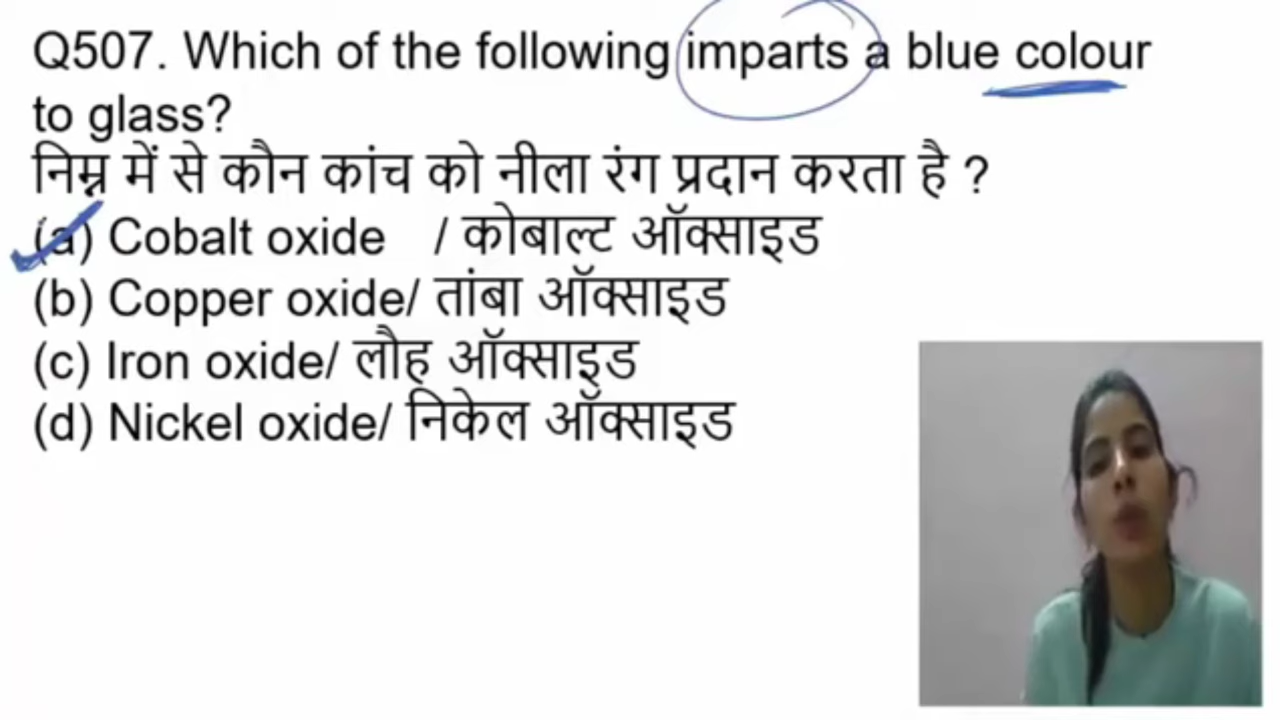 Q507. Which of the following imparts a blue colour
to glass?
निम्न में से कौन कांच को नीला रंग प्रदान करता है ?
(a) Cobalt oxide / कोबाल्ट ऑक्साइड
(b) Copper oxide/ तांबा ऑक्साइड
(c) Iron oxide/ लौह ऑक्साइड
(d) Nickel oxide/ निकेल ऑक्साइड